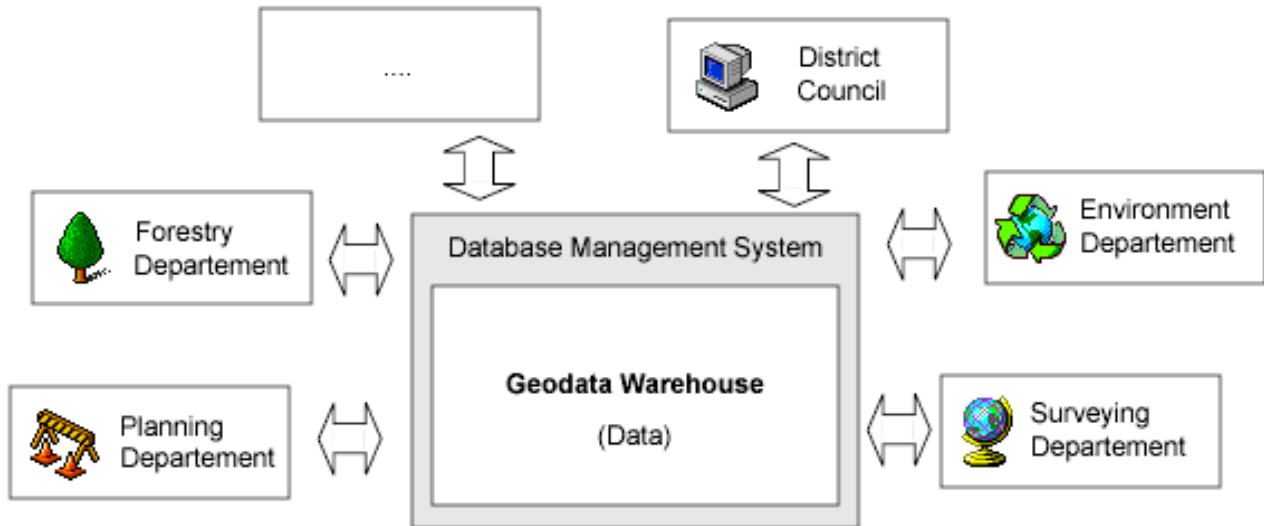 ....
District
Council
Forestry
Departement
Environment
Departement
Database Management System
Geodata Warehouse
(Data)
Planning
Departement
Surveying
Departement